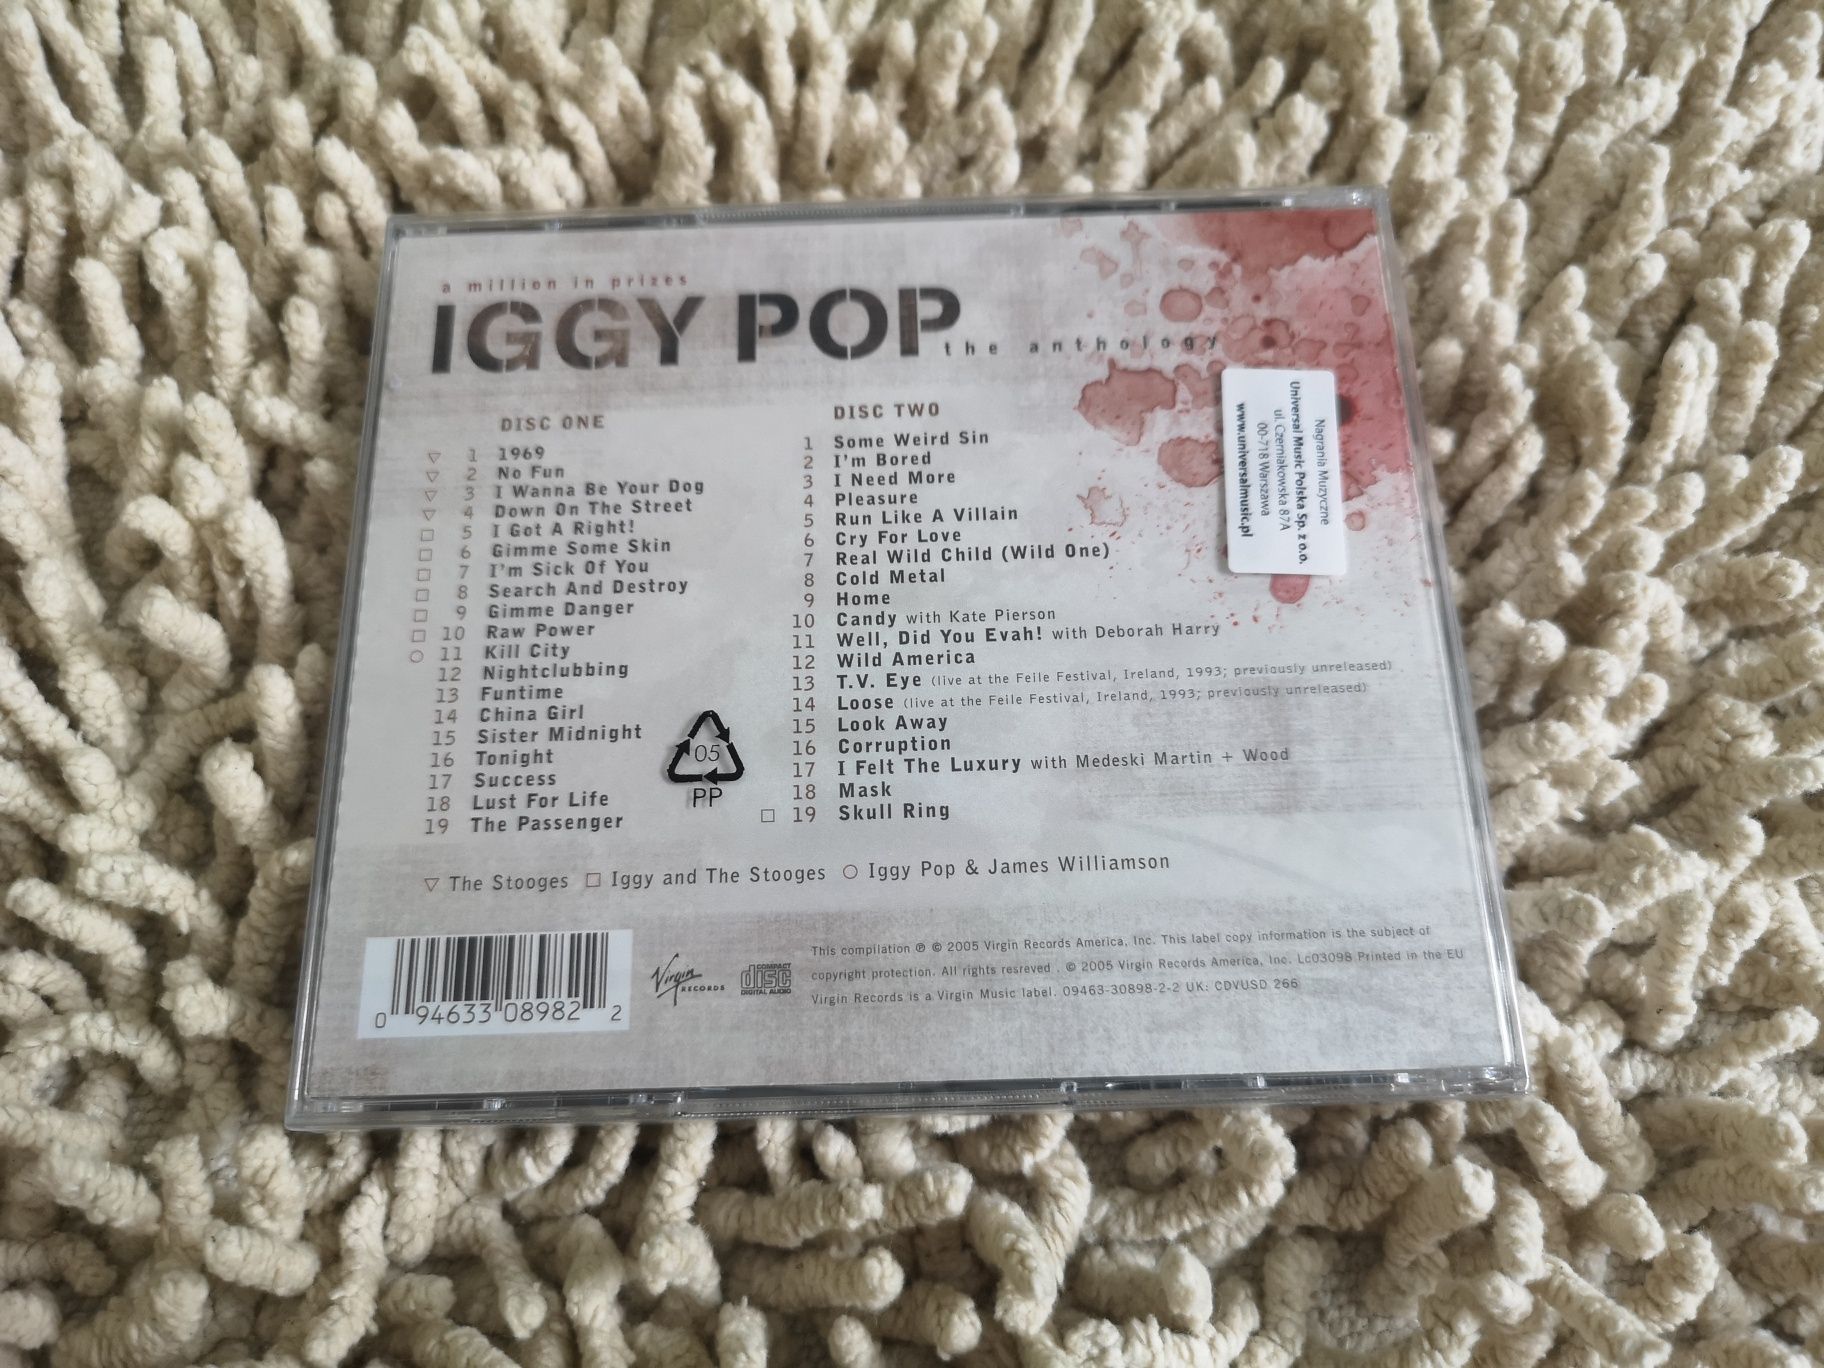 a million in prizes
IGGY POP
the anthology
DISC ONE
▽ 1 1969
▽ 2 No Fun
▽ 3 I Wanna Be Your Dog
▽ 4 Down On The Street
□ 5 I Got A Right!
□ 6 Gimme Some Skin
□ 7 I'm Sick Of You
□ 8 Search And Destroy
□ 9 Gimme Danger
□ 10 Raw Power
○ 11 Kill City
12 Nightclubbing
13 Funtime
14 China Girl
15 Sister Midnight
16 Tonight
17 Success
18 Lust For Life
19 The Passenger
DISC TWO
1 Some Weird Sin
2 I'm Bored
3 I Need More
4 Pleasure
5 Run Like A Villain
6 Cry For Love
7 Real Wild Child (Wild One)
8 Cold Metal
9 Home
10 Candy with Kate Pierson
11 Well, Did You Evah! with Deborah Harry
12 Wild America
13 T.V. Eye (live at the Feile Festival, Ireland, 1993; previously unreleased)
14 Loose (live at the Feile Festival, Ireland, 1993; previously unreleased)
15 Look Away
16 Corruption
17 I Felt The Luxury with Medeski Martin + Wood
18 Mask
□ 19 Skull Ring
Nagrania Muzyczne
Universal Music Polska Sp. z o.o.
ul. Czerniakowska 87A
00-718 Warszawa
www.universalmusic.pl
05
PP
▽ The Stooges □ Iggy and The Stooges ○ Iggy Pop & James Williamson
0 94633 08982 2
Virgin
RECORDS
COMPACT
disc
DIGITAL AUDIO
This compilation ℗ © 2005 Virgin Records America, Inc. This label copy information is the subject of
copyright protection. All rights resreved . © 2005 Virgin Records America, Inc. Lc03098 Printed in the EU
Virgin Records is a Virgin Music label. 09463-30898-2-2 UK: CDVUSD 266